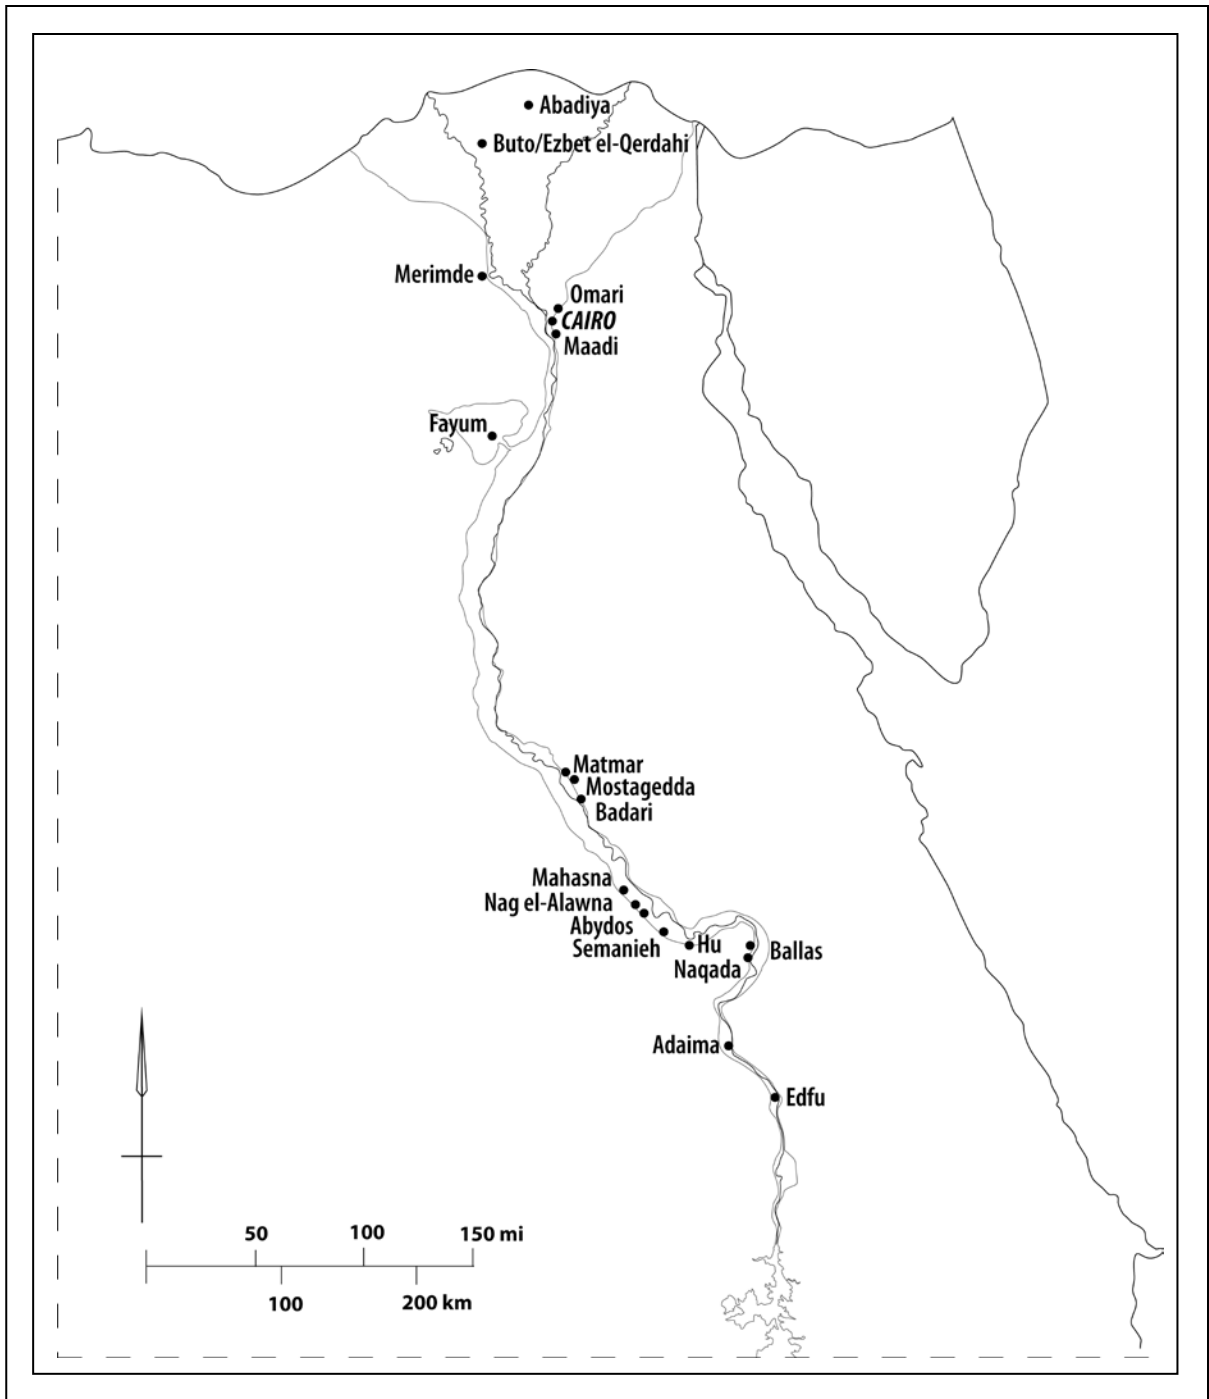 Abadiya
Buto/Ezbet el-Qerdahi
Merimde
Omari
CAIRO
Maadi
Fayum
Matmar
Mostagedda
Badari
Mahasna
Nag el-Alawna
Abydos
Semanieh
Hu
Ballas
Naqada
Adaima
Edfu
50 100 150 mi
100 200 km